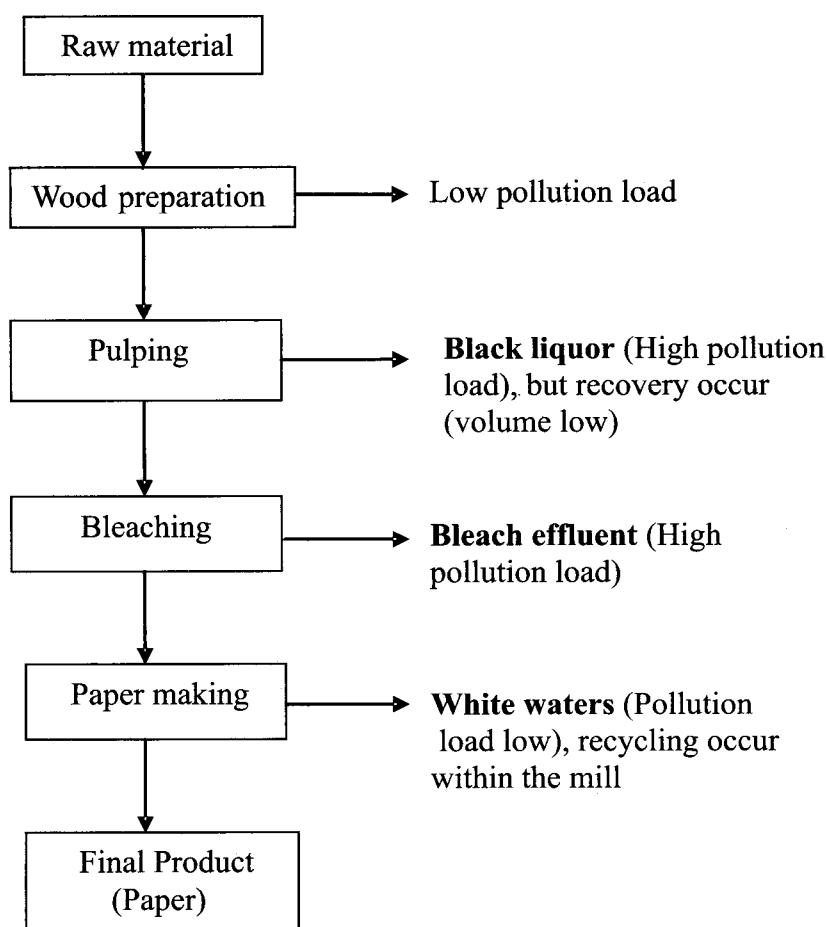 Raw material
Wood preparation
Low pollution load
Pulping
Black liquor (High pollution
load), but recovery occur
(volume low)
Bleaching
Bleach effluent (High
pollution load)
Paper making
White waters (Pollution
load low), recycling occur
within the mill
Final Product
(Paper)